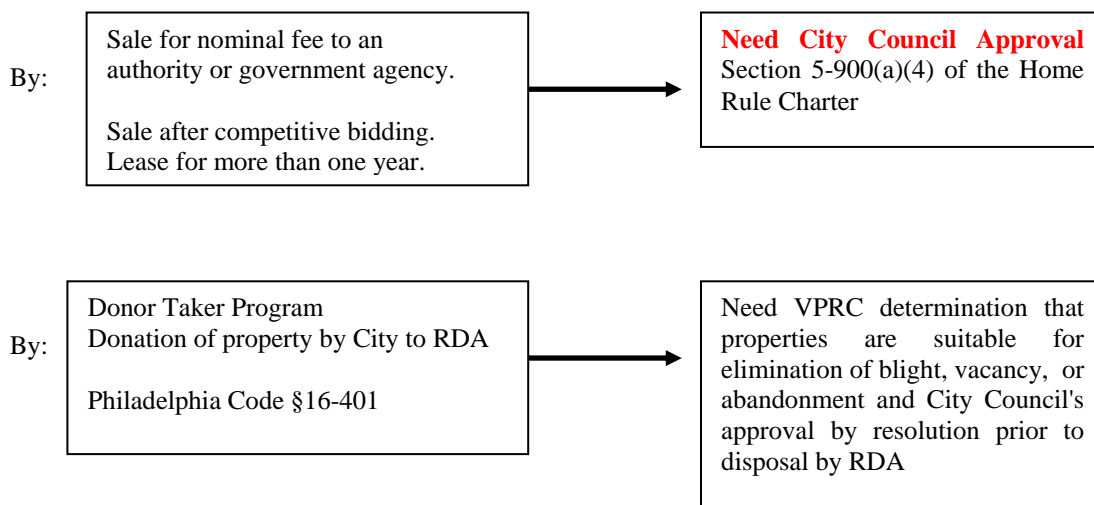 By:
Sale for nominal fee to an
authority or government agency.
Sale after competitive bidding.
Lease for more than one year.
Need City Council Approval
Section 5-900(a)(4) of the Home
Rule Charter
By:
Donor Taker Program
Donation of property by City to RDA
Philadelphia Code §16-401
Need VPRC determination that
properties are suitable for
elimination of blight, vacancy, or
abandonment and City Council's
approval by resolution prior to
disposal by RDA